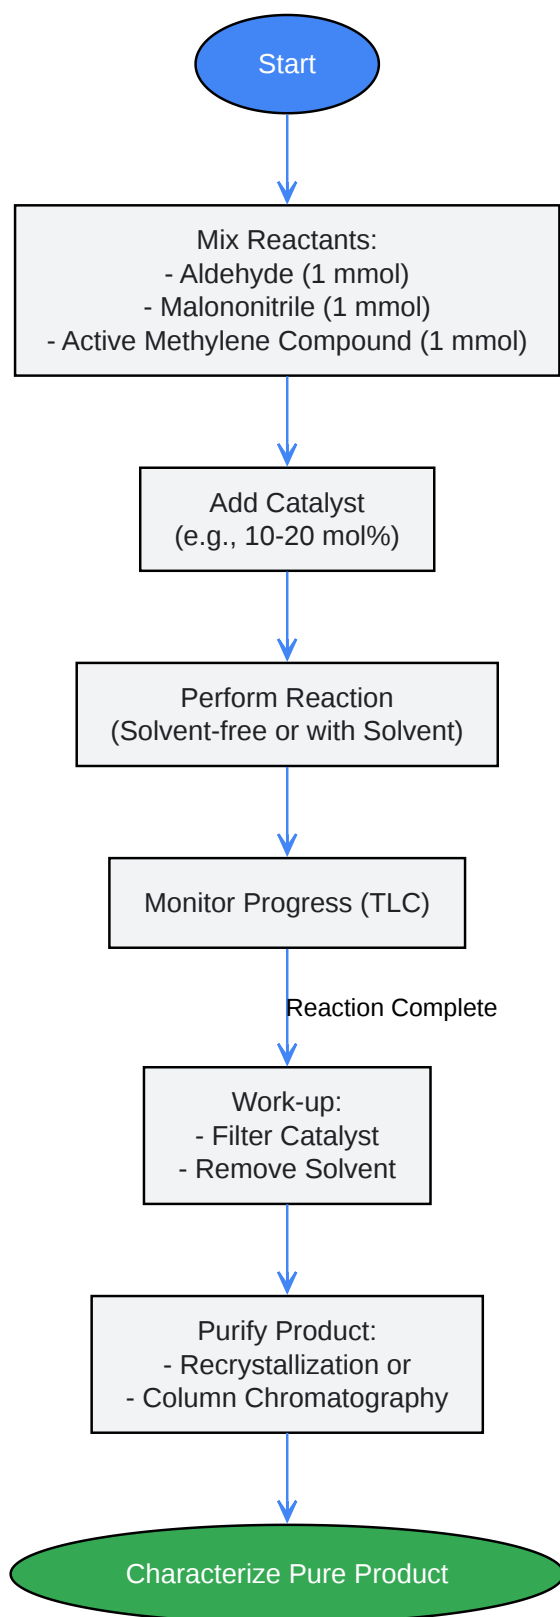 Start
Mix Reactants:
- Aldehyde (1 mmol)
- Malononitrile (1 mmol)
- Active Methylene Compound (1 mmol)
Add Catalyst
(e.g., 10-20 mol%)
Perform Reaction
(Solvent-free or with Solvent)
Monitor Progress (TLC)
Reaction Complete
Work-up:
- Filter Catalyst
- Remove Solvent
Purify Product:
- Recrystallization or
- Column Chromatography
Characterize Pure Product